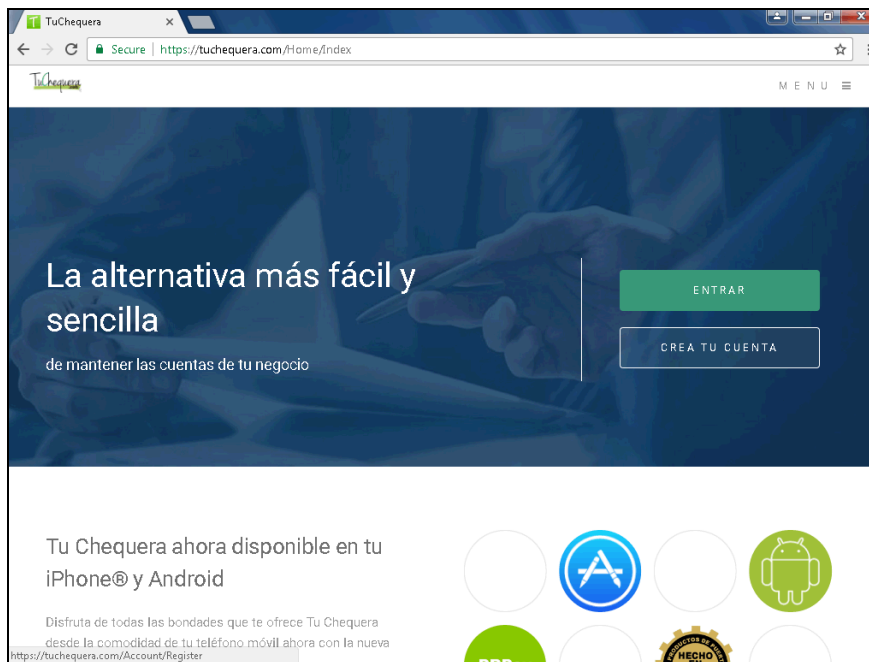 TuChequera
Secure | https://tuchequera.com/Home/Index
TuChequera
MENU
La alternativa más fácil y
sencilla
de mantener las cuentas de tu negocio
ENTRAR
CREA TU CUENTA
Tu Chequera ahora disponible en tu
iPhone® y Android
Disfruta de todas las bondades que te ofrece Tu Chequera
desde la comodidad de tu teléfono móvil ahora con la nueva
PRODUCTOS DE
HECHO
https://tuchequera.com/Account/Register